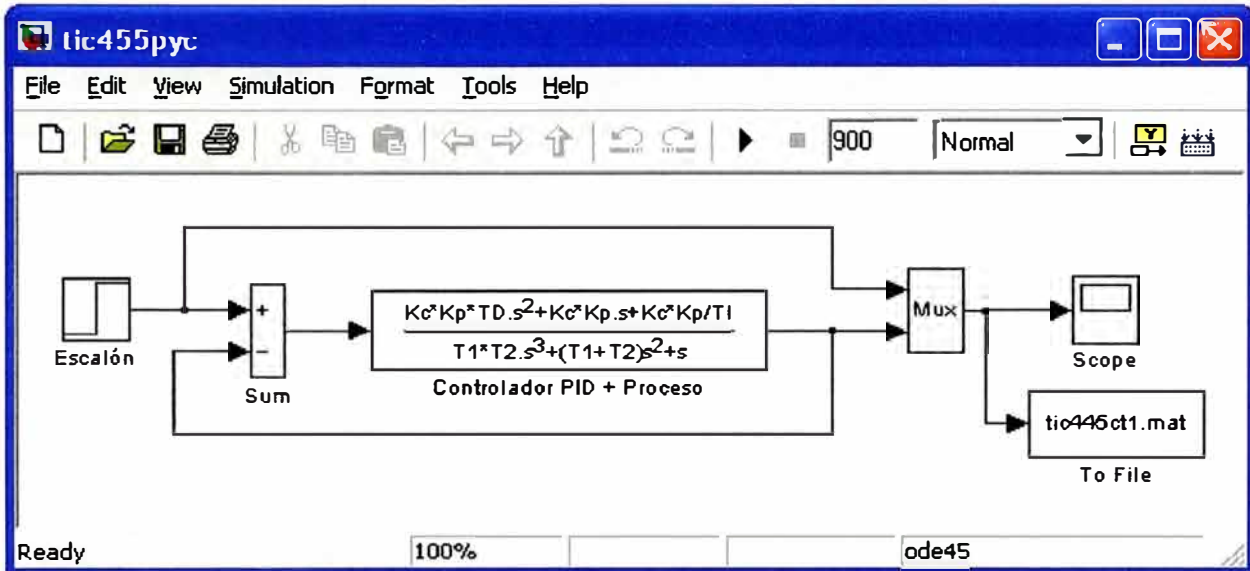 tic455pyc
File Edit View Simulation Format Tools Help
900 Normal
Escalón
+
−
Sum
Kc*Kp*TD.s²+Kc*Kp.s+Kc*Kp/TI
T1*T2.s³+(T1+T2)s²+s
Controlador PID + Proceso
Mux
Scope
tic445ct1.mat
To File
Ready 100% ode45